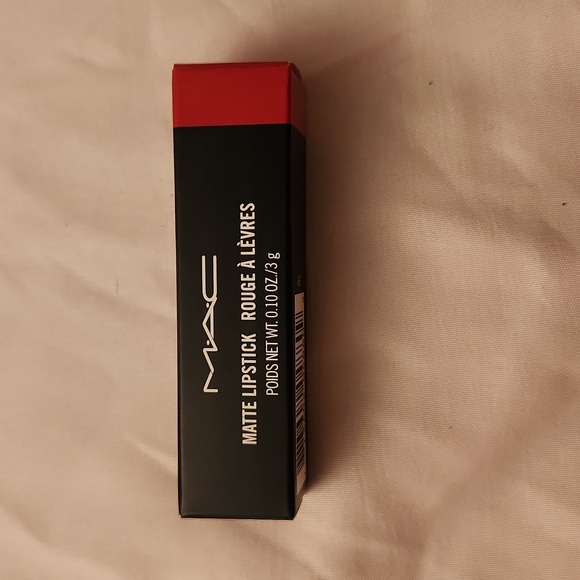 M·A·C
MATTE LIPSTICK ROUGE À LÈVRES
POIDS NET WT. 0.10 OZ./3 g